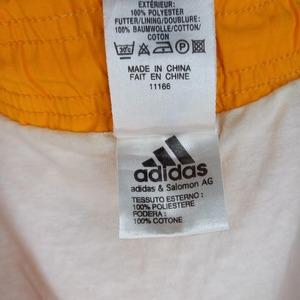 EXTÉRIEUR:
100% POLYESTER
FUTTER/LINING/DOUBLURE:
100% BAUMWOLLE/COTTON/
COTON
MADE IN CHINA
FAIT EN CHINE
11166
adidas
adidas & Salomon AG
TESSUTO ESTERNO:
100% POLIESTERE
FODERA:
100% COTONE